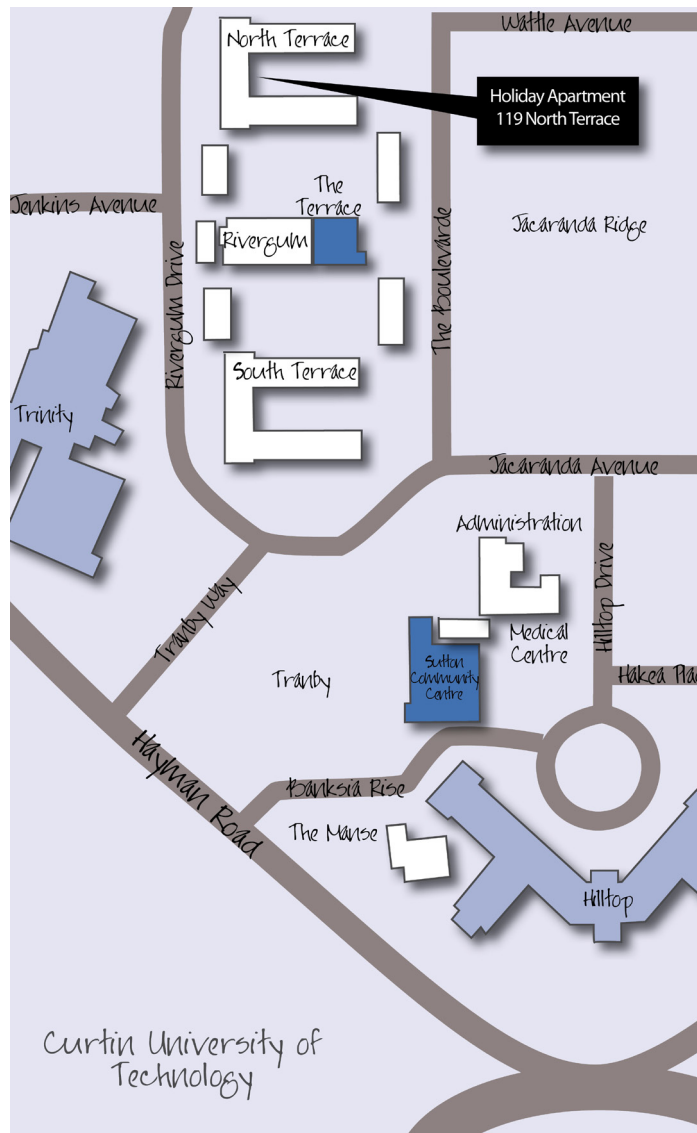 North Terrace
Wattle Avenue
Holiday Apartment
119 North Terrace
The
Terrace
Jenkins Avenue
Rivergum
Jacaranda Ridge
Rivergum Drive
The Boulevarde
South Terrace
Trinity
Jacaranda Avenue
Administration
Tranby Way
Hilltop Drive
Medical
Centre
Sutton
Community
Centre
Tranby
Hakea Plac
Hayman Road
Banksia Rise
The Manse
Hilltop
Curtin University of
Technology